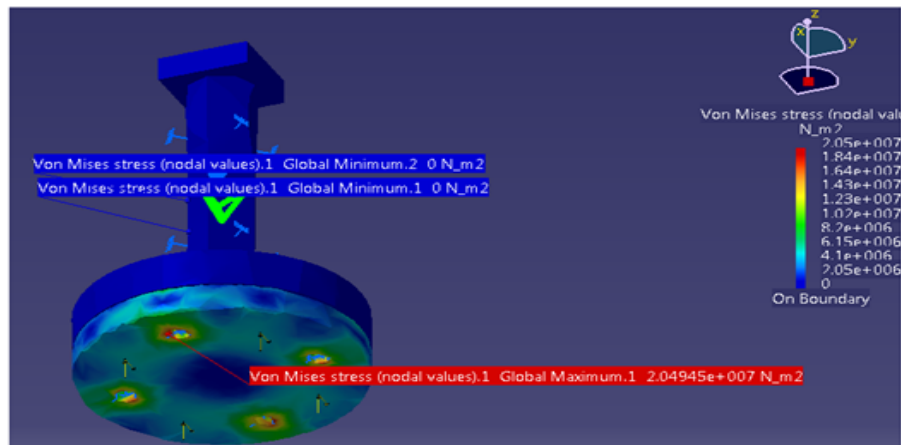 z
x
y
Von Mises stress (nodal valu
N_m2
2.05e+007
1.84e+007
1.64e+007
1.43e+007
1.23e+007
1.02e+007
8.2e+006
6.15e+006
4.1e+006
2.05e+006
0
On Boundary
Von Mises stress (nodal values).1 Global Minimum.2 0 N_m2
Von Mises stress (nodal values).1 Global Minimum.1 0 N_m2
Von Mises stress (nodal values).1 Global Maximum.1 2.04945e+007 N_m2